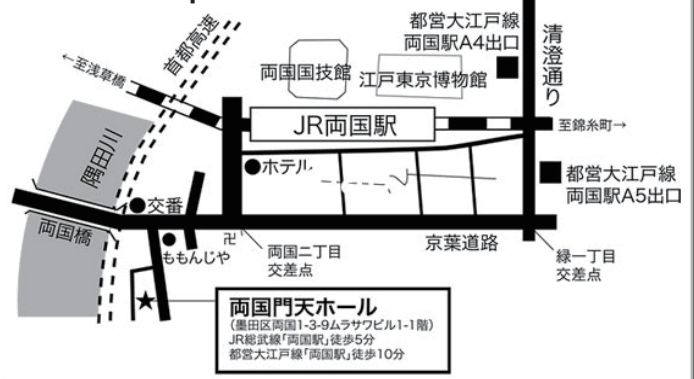 首都高速
都営大江戸線
両国駅A4出口
清澄通り
←至浅草橋
両国国技館
江戸東京博物館
JR両国駅
至錦糸町→
隅田川
ホテル
都営大江戸線
両国駅A5出口
交番
両国橋
ももんじや
卍
両国二丁目
交差点
京葉道路
緑一丁目
交差点
両国門天ホール
(墨田区両国1-3-9ムラサワビル1-1階)
JR総武線「両国駅」徒歩5分
都営大江戸線「両国駅」徒歩10分